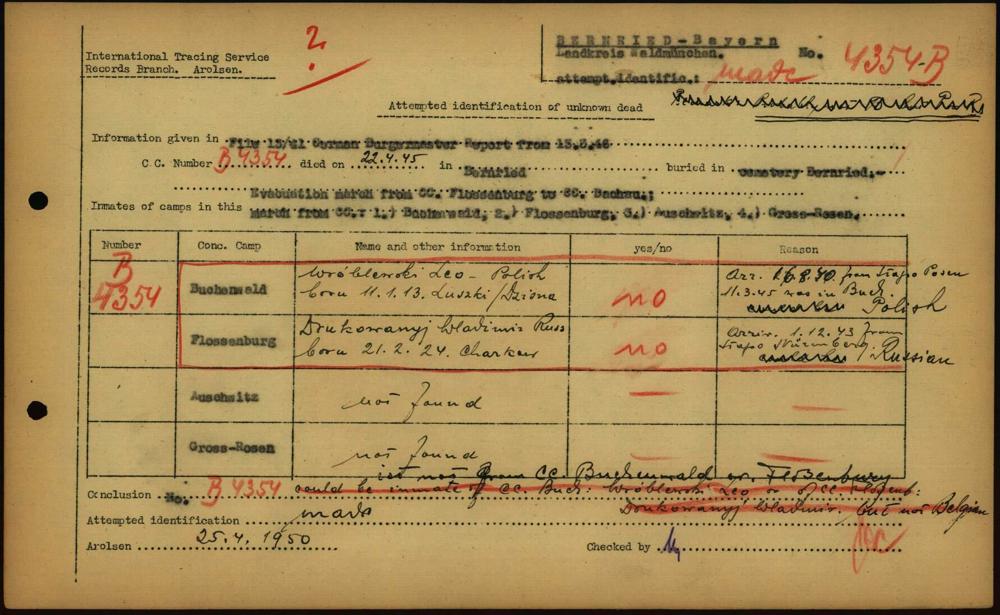 ?
International Tracing Service
Records Branch. Arolsen.
BERNRIED-Bayern
Landkreis Waldmünchen.
No. 4354-B
attempt.identific.: made
Attempted identification of unknown dead
Information given in File 13/21 German Burgermaster Report from 13.5.46
C.C. Number B 4354 died on 22.4.45 in Bernried buried in cemetery Bernried.-
Evacuation march from CC. Flossenburg to CC. Dachau.;
Inmates of camps in this march from CC.: 1.) Buchenwald, 2.) Flossenburg, 3.) Auschwitz, 4.) Gross-Rosen.
Number Conc. Camp Name and other information yes/no Reason
B 4354
Buchenwald Wróblewski Leo - Polish born 11.1.13. Luszki / Dzisna no Arr. 16.8.40. from Stapo Posen 11.3.45 was in Buch. Polish
Flossenburg Drukowanyj Wladimir Russ born 21.2.24. Charkow no Arriv. 1.12.43 from Stapo Nürnberg. / Russian
Auschwitz not found — —
Gross-Rosen not found — —
is not from CC. Buchenwald or Flossenburg
Conclusion No. B 4354 could be inmate of CC. Buch: Wróblewski Leo or of CC. Flossenb:
Drukowanyj Wladimir. but not Belgian
Attempted identification made
Arolsen 25.4.1950 Checked by